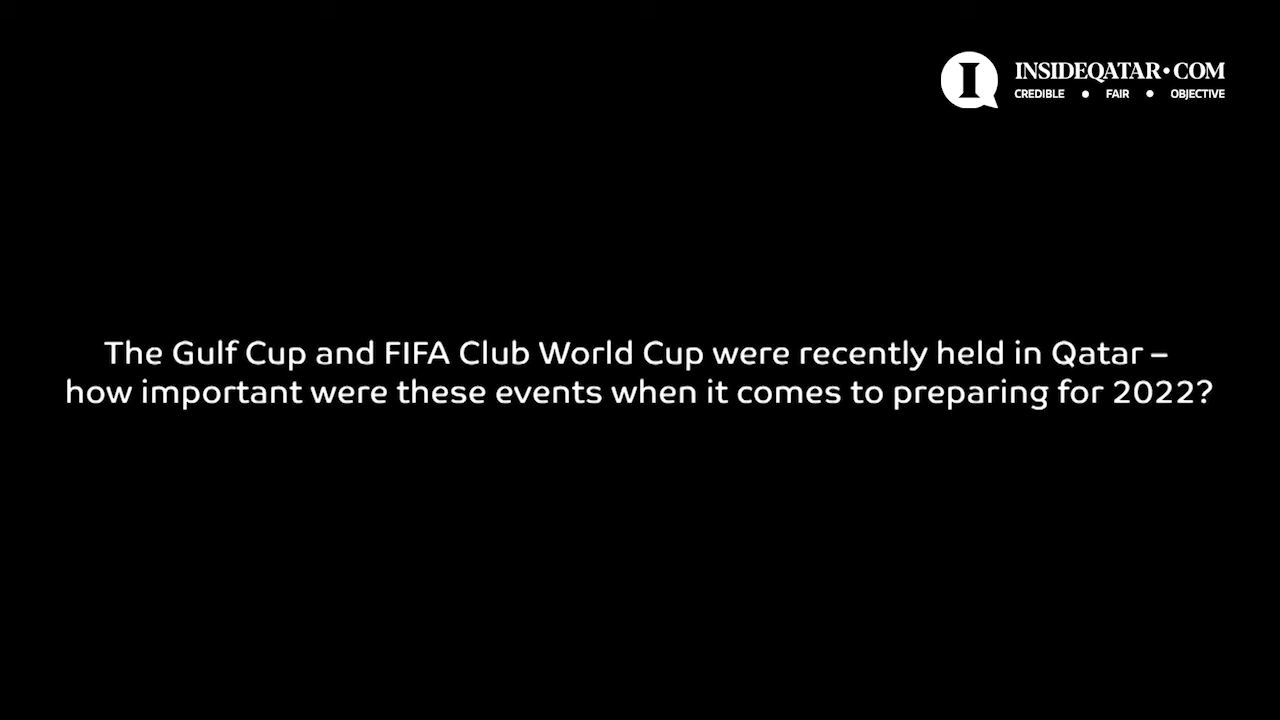 I INSIDEQATAR•COM
CREDIBLE • FAIR • OBJECTIVE
The Gulf Cup and FIFA Club World Cup were recently held in Qatar –
how important were these events when it comes to preparing for 2022?